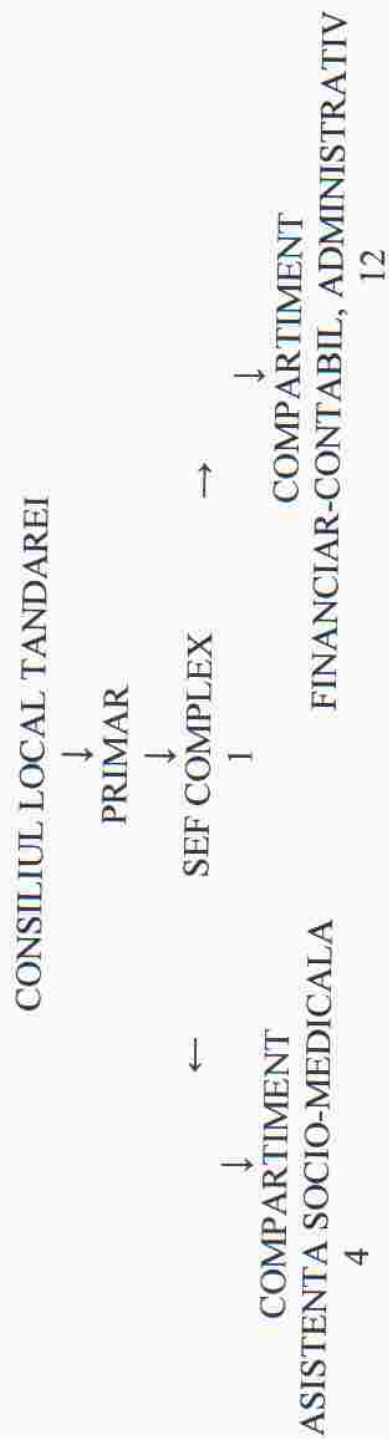 CONSILIUL LOCAL TANDAREI
↓
PRIMAR
↓
SEF COMPLEX
1
← →
↓
COMPARTIMENT
ASISTENTA SOCIO-MEDICALA
4
↓
COMPARTIMENT
FINANCIAR-CONTABIL, ADMINISTRATIV
12